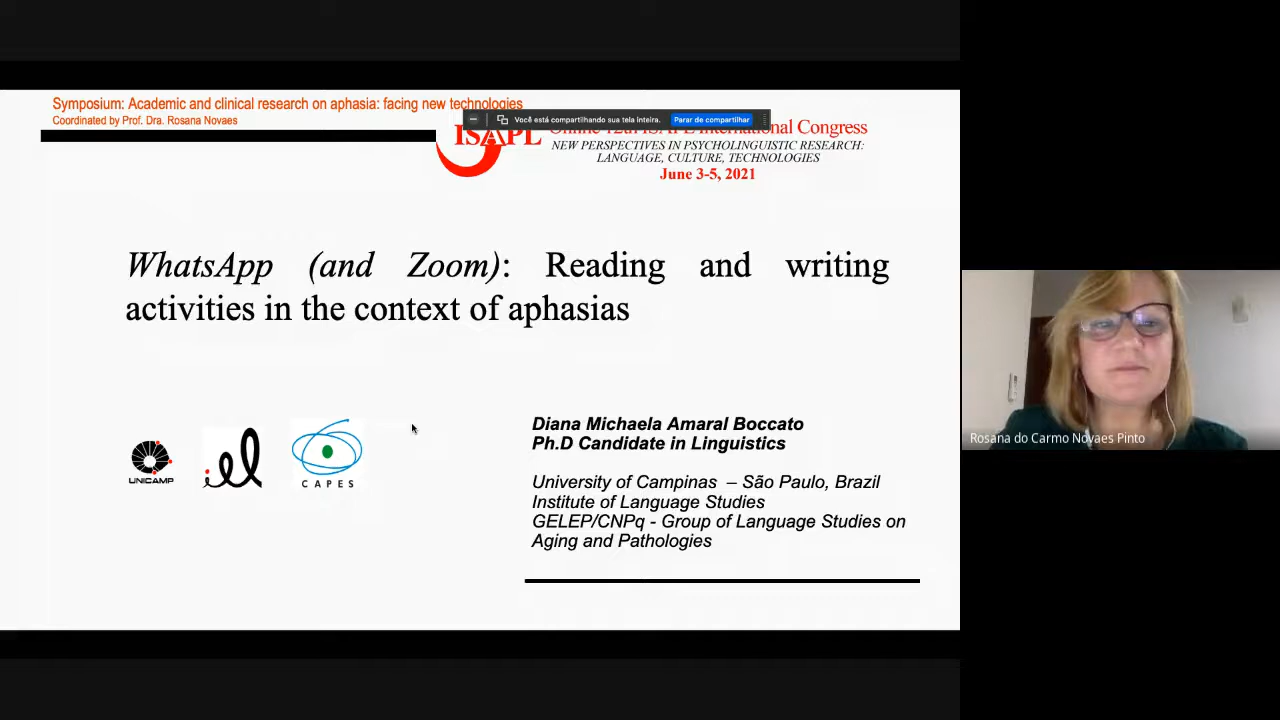 Symposium: Academic and clinical research on aphasia: facing new technologies
Coordinated by Prof. Dra. Rosana Novaes
Você está compartilhando sua tela inteira.
Parar de compartilhar
ISAPL
Online 12th ISAPL International Congress
NEW PERSPECTIVES IN PSYCHOLINGUISTIC RESEARCH:
LANGUAGE, CULTURE, TECHNOLOGIES
June 3-5, 2021
WhatsApp (and Zoom): Reading and writing
activities in the context of aphasias
Diana Michaela Amaral Boccato
Ph.D Candidate in Linguistics
University of Campinas – São Paulo, Brazil
Institute of Language Studies
GELEP/CNPq - Group of Language Studies on
Aging and Pathologies
UNICAMP
iel
CAPES
Rosana do Carmo Novaes Pinto